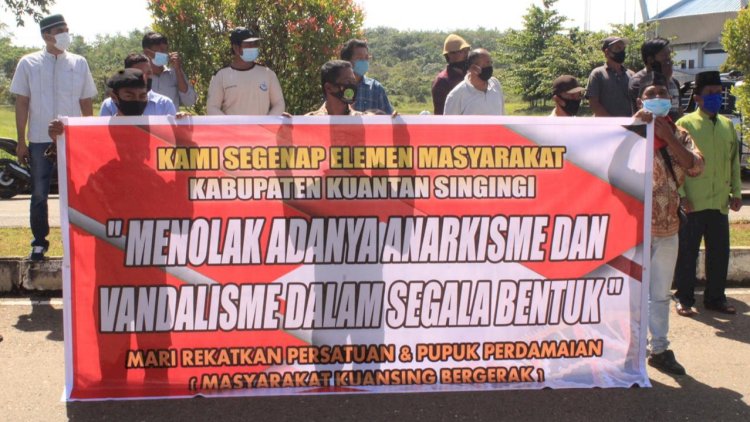 KAMI SEGENAP ELEMEN MASYARAKAT
KABUPATEN KUANTAN SINGINGI
"MENOLAK ADANYA ANARKISME DAN
VANDALISME DALAM SEGALA BENTUK"
MARI REKATKAN PERSATUAN & PUPUK PERDAMAIAN
( MASYARAKAT KUANSING BERGERAK )